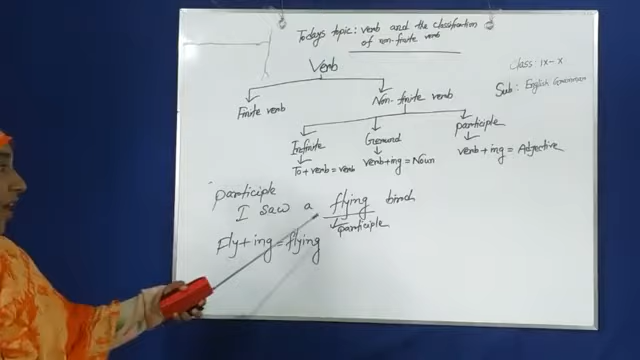 Todays topic: verb and the classification
of non-finite verb
Class: IX-X
Sub: English Grammar
Verb
Finite verb
Non-finite verb
Infinite
Geround
participle
To+verb=verb
verb+ing=Noun
verb+ing=Adjective
participle
I saw a flying bird
participle
Fly+ing=flying